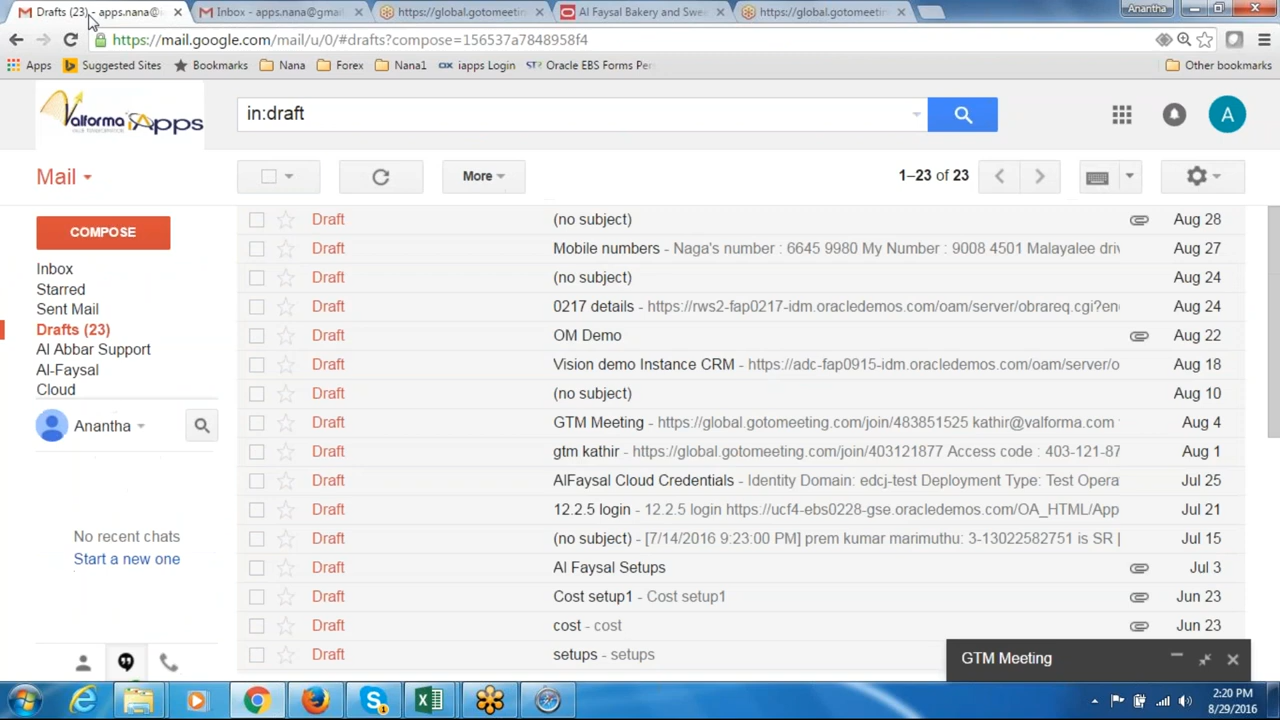 Drafts (23) - apps.nana@
Inbox - apps.nana@gmai
https://global.gotomeetin
Al Faysal Bakery and Swe
https://global.gotomeetin
Anantha
https://mail.google.com/mail/u/0/#drafts?compose=156537a7848958f4
Apps
Suggested Sites
Bookmarks
Nana
Forex
Nana1
iapps Login
Oracle EBS Forms Per
Other bookmarks
Valforma iApps
in:draft
A
Mail
More
1–23 of 23
COMPOSE
Inbox
Starred
Sent Mail
Drafts (23)
Al Abbar Support
Al-Faysal
Cloud
Anantha
No recent chats
Start a new one
Draft (no subject) Aug 28
Draft Mobile numbers - Naga's number : 6645 9980 My Number : 9008 4501 Malayalee driv Aug 27
Draft (no subject) Aug 24
Draft 0217 details - https://rws2-fap0217-idm.oracledemos.com/oam/server/obrareq.cgi?en Aug 24
Draft OM Demo Aug 22
Draft Vision demo Instance CRM - https://adc-fap0915-idm.oracledemos.com/oam/server/o Aug 18
Draft (no subject) Aug 10
Draft GTM Meeting - https://global.gotomeeting.com/join/483851525 kathir@valforma.com Aug 4
Draft gtm kathir - https://global.gotomeeting.com/join/403121877 Access code : 403-121-87 Aug 1
Draft AlFaysal Cloud Credentials - Identity Domain: edcj-test Deployment Type: Test Opera Jul 25
Draft 12.2.5 login - 12.2.5 login https://ucf4-ebs0228-gse.oracledemos.com/OA_HTML/App Jul 21
Draft (no subject) - [7/14/2016 9:23:00 PM] prem kumar marimuthu: 3-13022582751 is SR [ Jul 15
Draft Al Faysal Setups Jul 3
Draft Cost setup1 - Cost setup1 Jun 23
Draft cost - cost Jun 23
Draft setups - setups
GTM Meeting
2:20 PM
8/29/2016